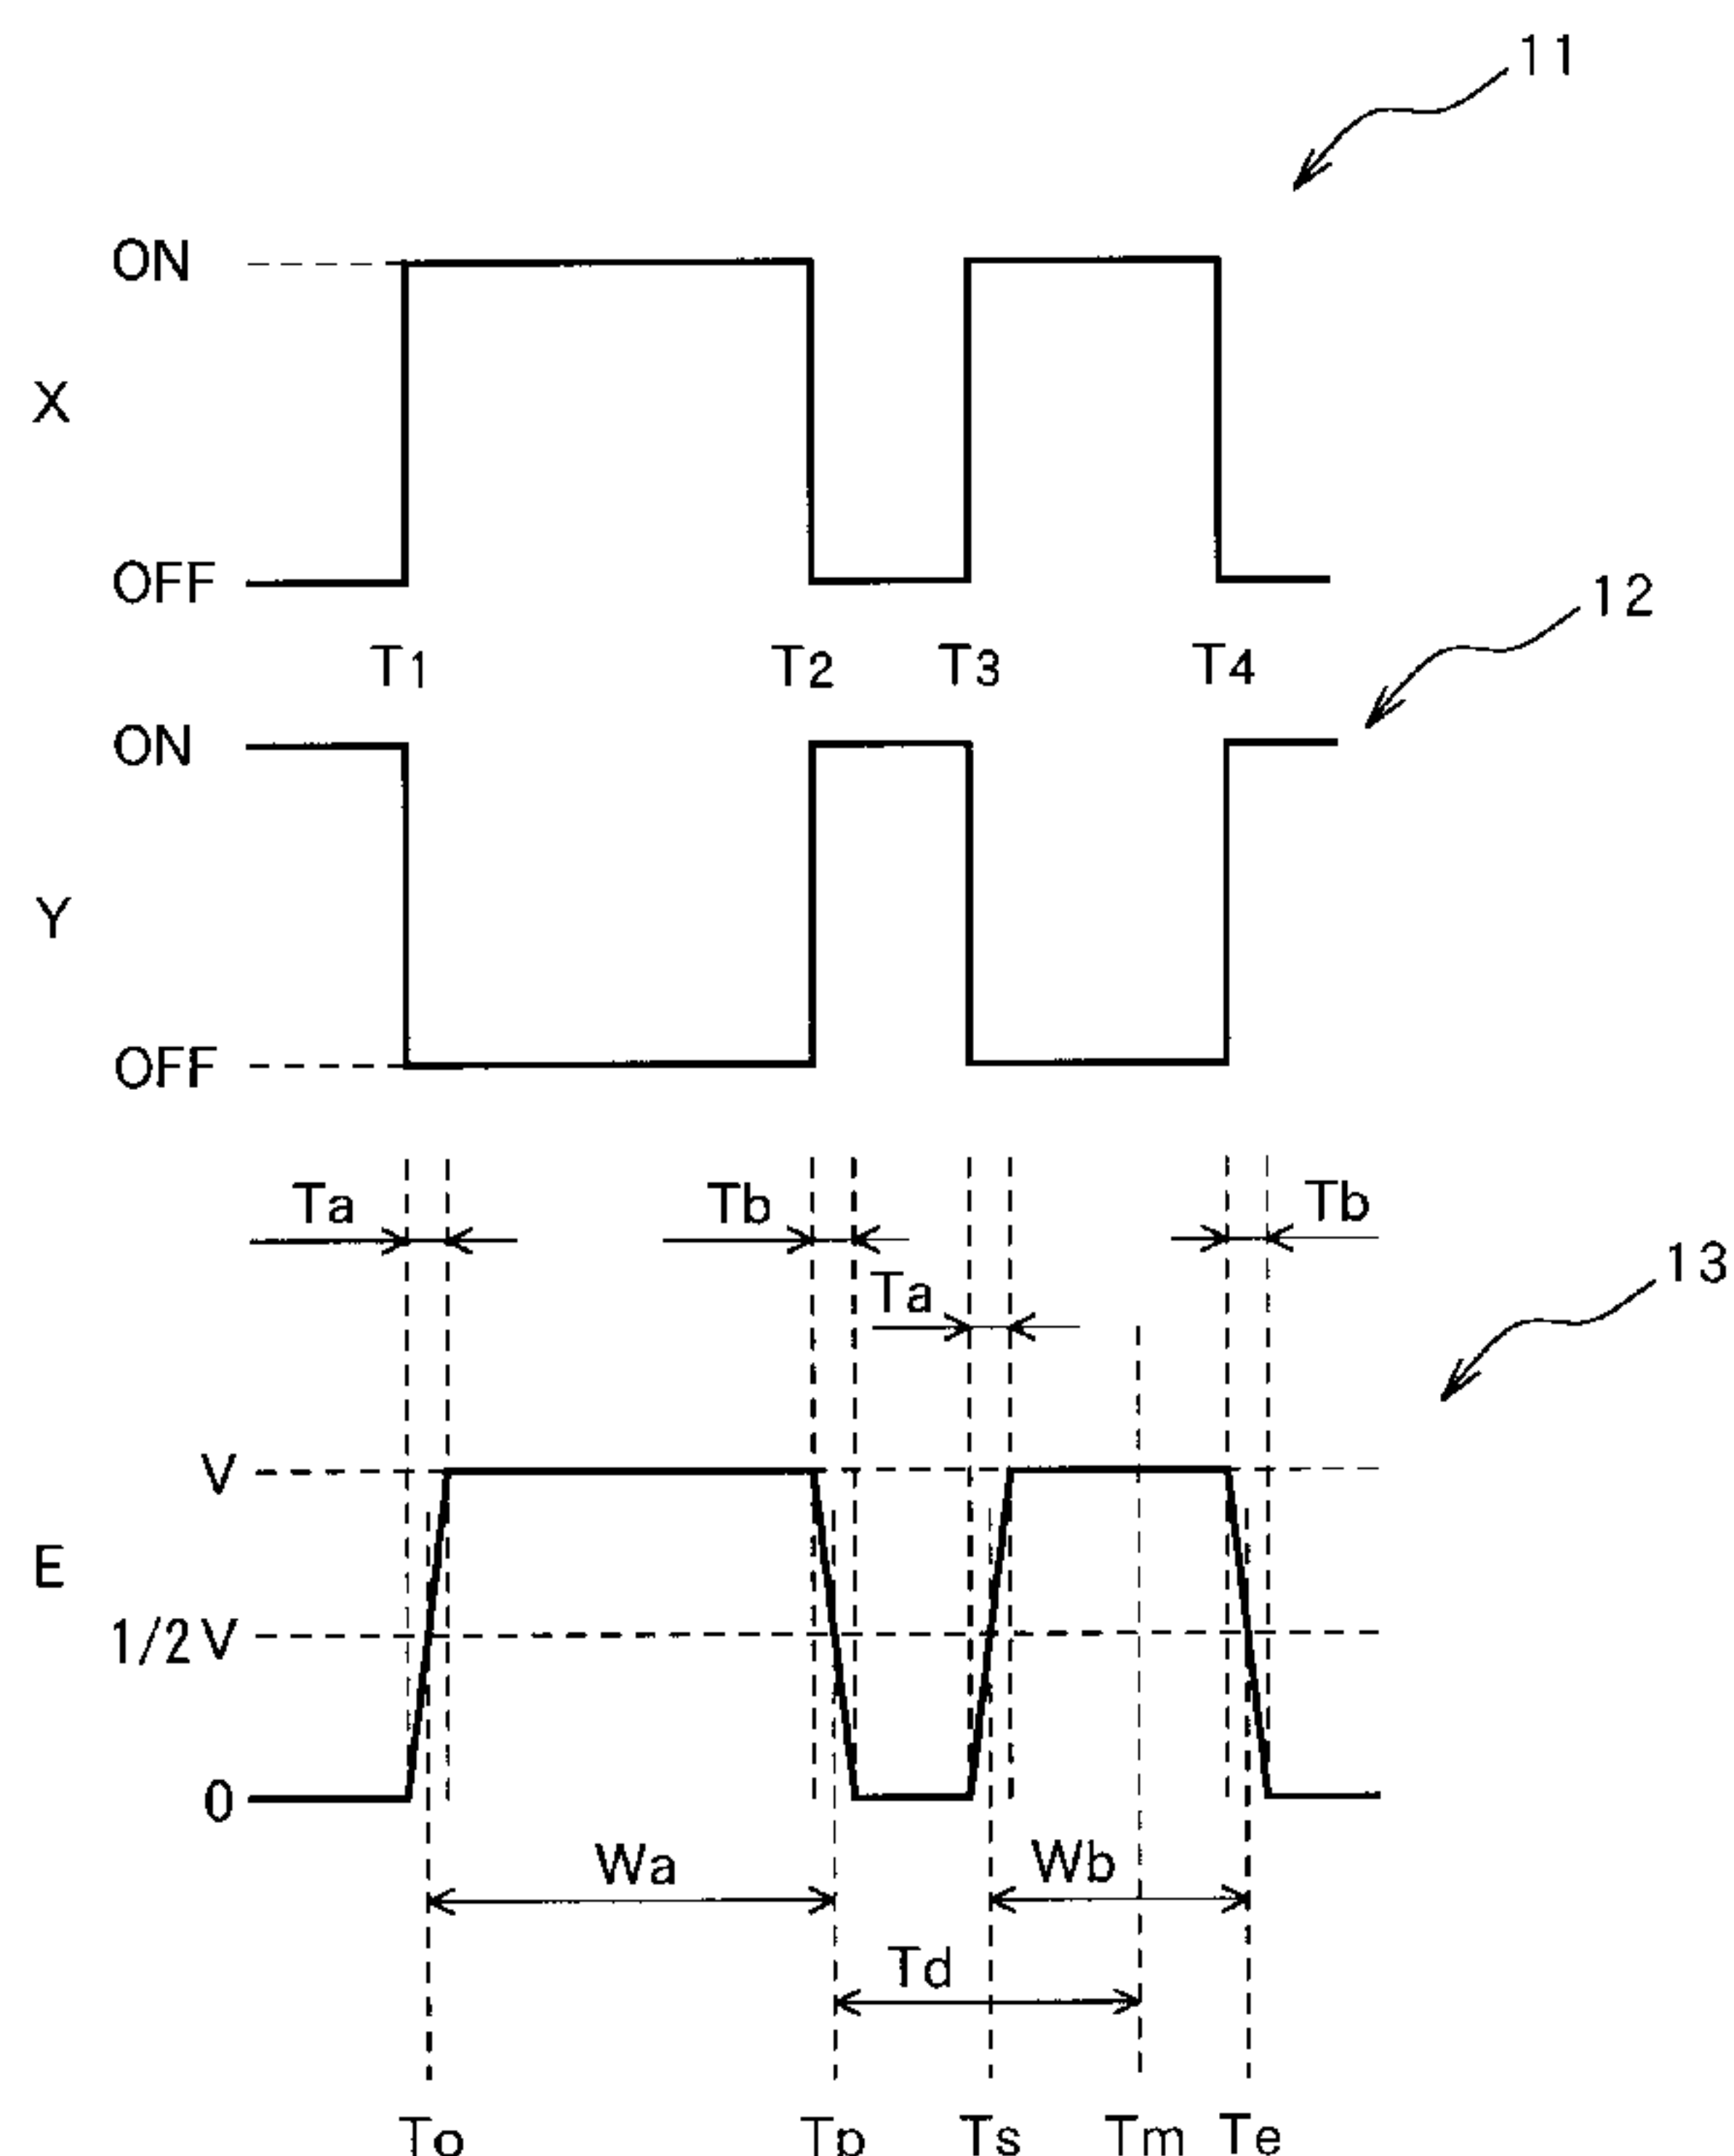 11
ON
X
OFF
12
T1 T2 T3 T4
ON
Y
OFF
Ta Tb Tb
13
Ta
V
E
1/2 V
0
Wa Wb
Td
To Tp Ts Tm Te